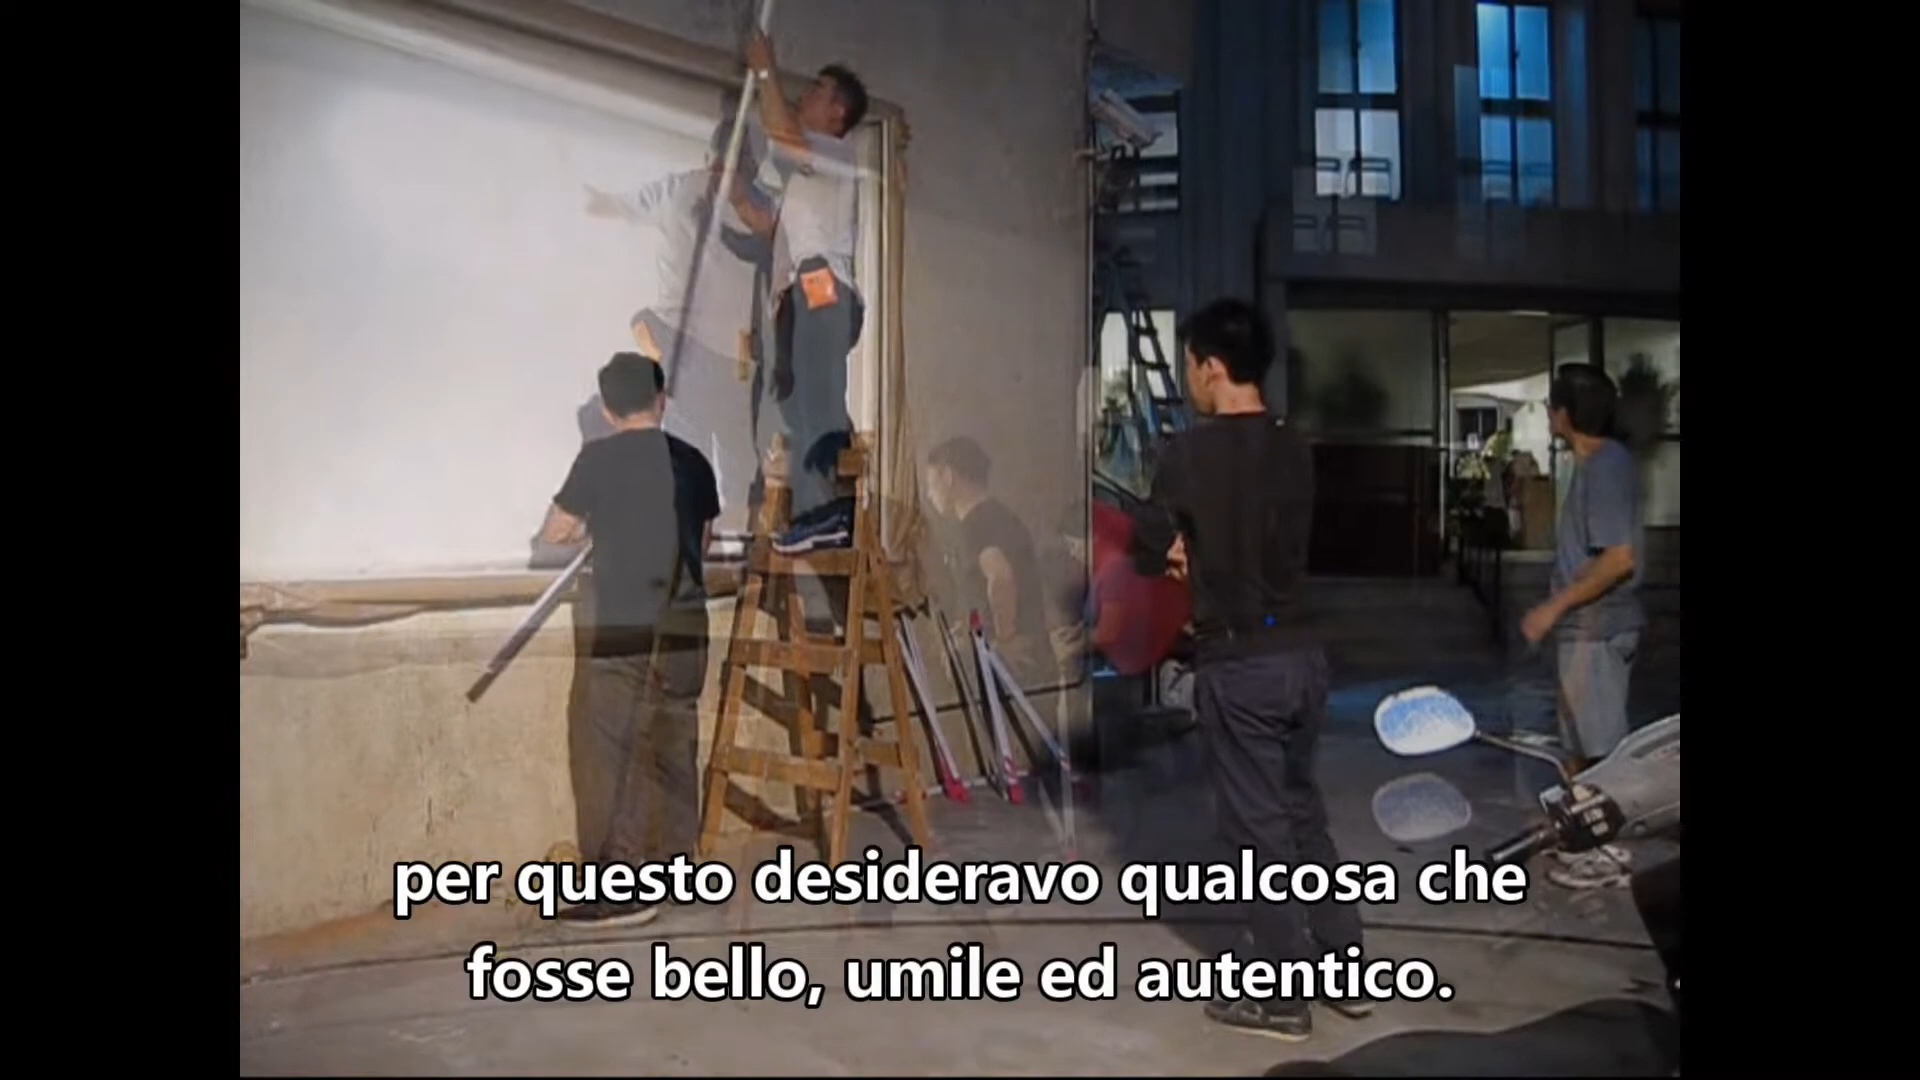 per questo desideravo qualcosa che
fosse bello, umile ed autentico.